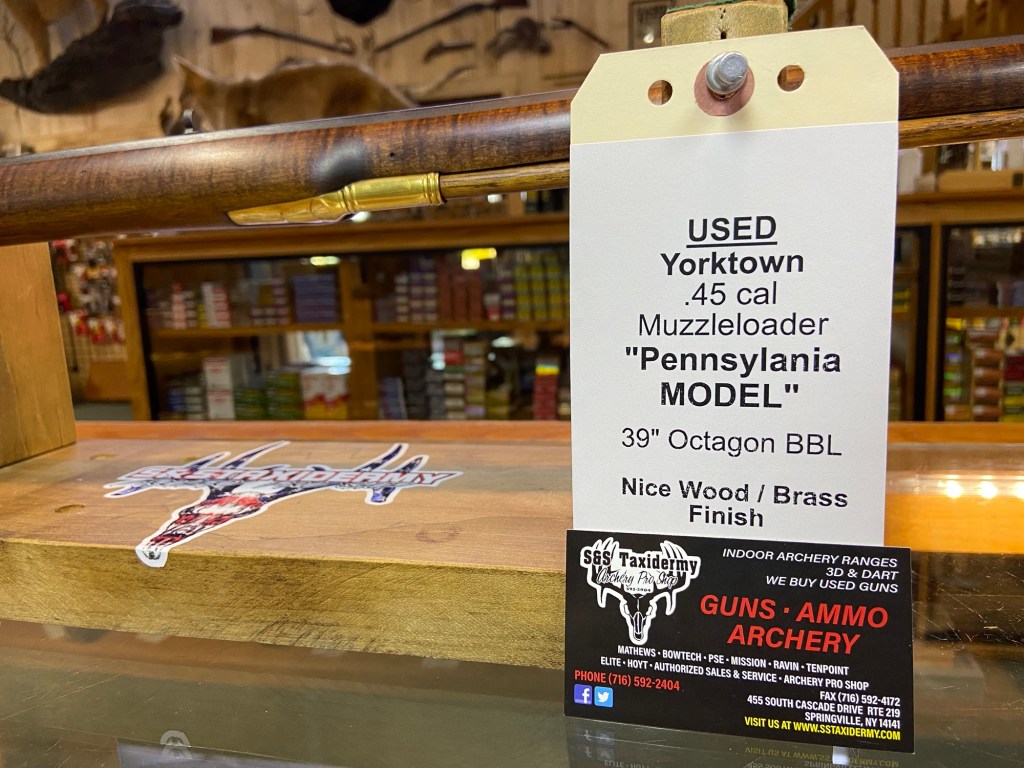 USED
Yorktown
.45 cal
Muzzleloader
"Pennsylania
MODEL"
39" Octagon BBL
Nice Wood / Brass
Finish
S&S TAXIDERMY
S&S Taxidermy
Archery Pro Shop
592-2404
INDOOR ARCHERY RANGES
3D & DART
WE BUY USED GUNS
GUNS · AMMO
ARCHERY
MATHEWS · BOWTECH · PSE · MISSION · RAVIN · TENPOINT
ELITE · HOYT · AUTHORIZED SALES & SERVICE · ARCHERY PRO SHOP
PHONE (716) 592-2404
FAX (716) 592-4172
455 SOUTH CASCADE DRIVE RTE 219
SPRINGVILLE, NY 14141
VISIT US AT WWW.SSTAXIDERMY.COM